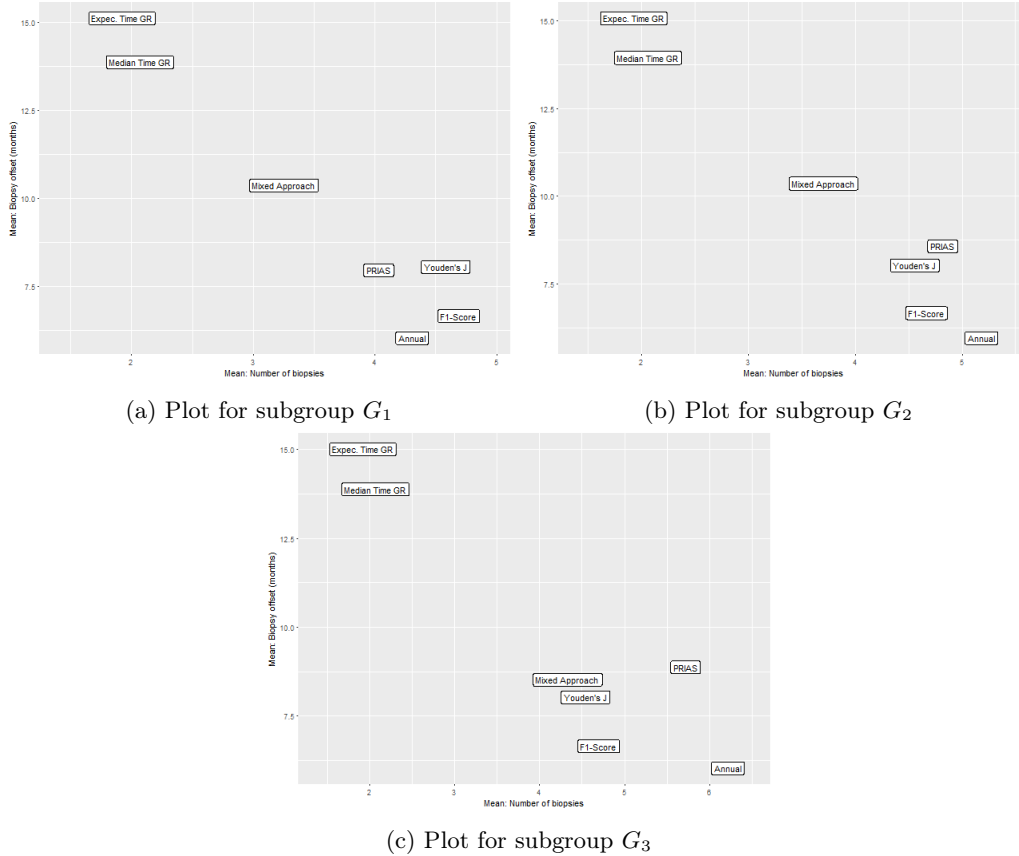 15.0
Expec. Time GR
Median Time GR
12.5
Mean: Biopsy offset (months)
10.0
Mixed Approach
PRIAS
Youden's J
7.5
F1-Score
Annual
2 3 4 5
Mean: Number of biopsies
(a) Plot for subgroup G1
15.0
Expec. Time GR
Median Time GR
12.5
Mean: Biopsy offset (months)
10.0
Mixed Approach
PRIAS
Youden's J
7.5
F1-Score
Annual
2 3 4 5
Mean: Number of biopsies
(b) Plot for subgroup G2
15.0
Expec. Time GR
Median Time GR
12.5
Mean: Biopsy offset (months)
10.0
PRIAS
Mixed Approach
Youden's J
7.5
F1-Score
Annual
2 3 4 5 6
Mean: Number of biopsies
(c) Plot for subgroup G3